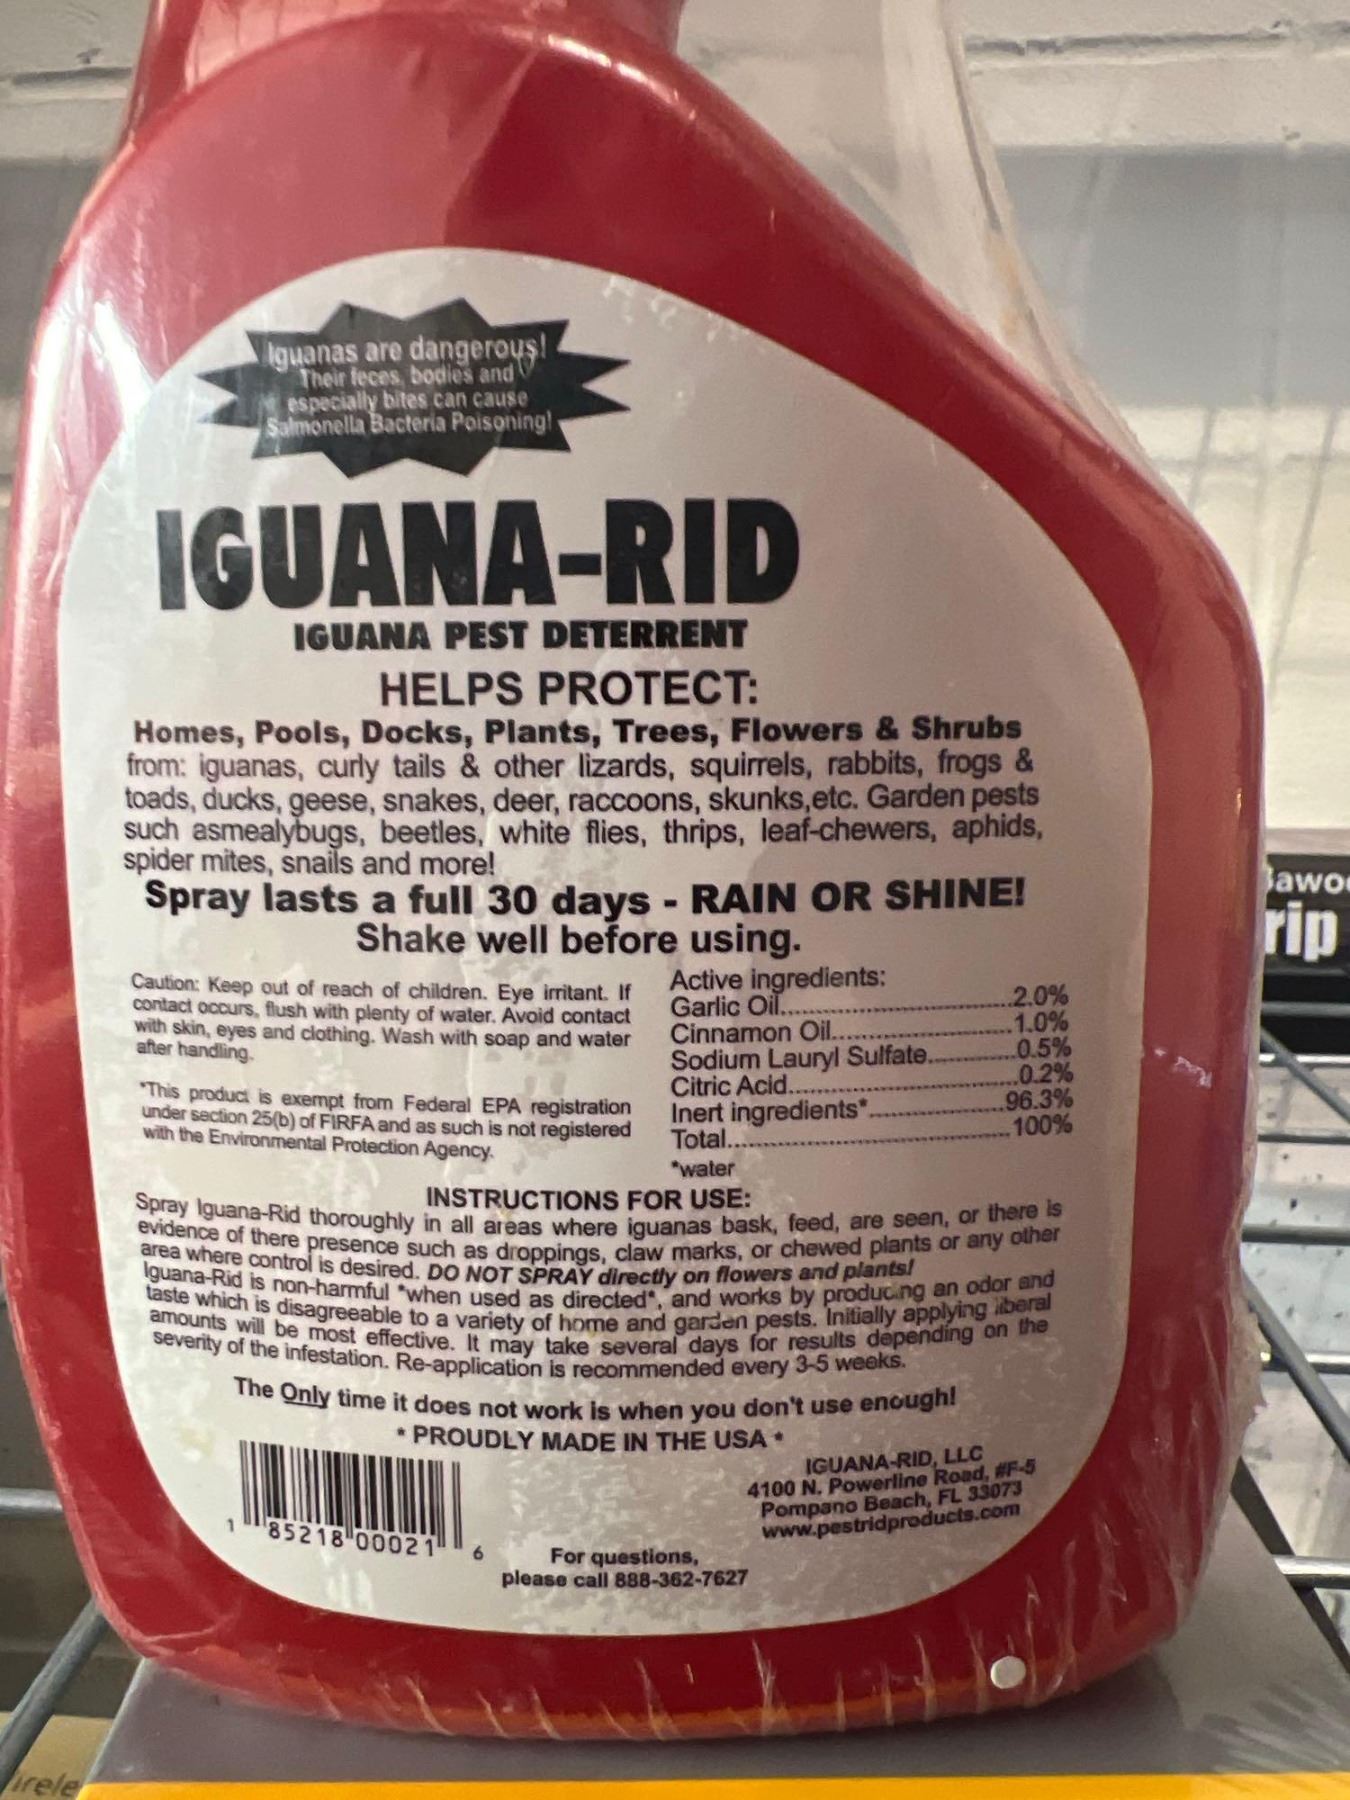 Iguanas are dangerous!
Their feces, bodies and
especially bites can cause
Salmonella Bacteria Poisoning!
IGUANA-RID
IGUANA PEST DETERRENT
HELPS PROTECT:
Homes, Pools, Docks, Plants, Trees, Flowers & Shrubs
from: iguanas, curly tails & other lizards, squirrels, rabbits, frogs &
toads, ducks, geese, snakes, deer, raccoons, skunks,etc. Garden pests
such asmealybugs, beetles, white flies, thrips, leaf-chewers, aphids,
spider mites, snails and more!
Spray lasts a full 30 days - RAIN OR SHINE!
Shake well before using.
Caution: Keep out of reach of children. Eye irritant. If
contact occurs, flush with plenty of water. Avoid contact
with skin, eyes and clothing. Wash with soap and water
after handling.
*This product is exempt from Federal EPA registration
under section 25(b) of FIRFA and as such is not registered
with the Environmental Protection Agency.
Active ingredients:
Garlic Oil..............................2.0%
Cinnamon Oil........................1.0%
Sodium Lauryl Sulfate............0.5%
Citric Acid.............................0.2%
Inert ingredients*..................96.3%
Total.....................................100%
*water
INSTRUCTIONS FOR USE:
Spray Iguana-Rid thoroughly in all areas where iguanas bask, feed, are seen, or there is
evidence of there presence such as droppings, claw marks, or chewed plants or any other
area where control is desired. DO NOT SPRAY directly on flowers and plants!
Iguana-Rid is non-harmful *when used as directed*, and works by producing an odor and
taste which is disagreeable to a variety of home and garden pests. Initially applying liberal
amounts will be most effective. It may take several days for results depending on the
severity of the infestation. Re-application is recommended every 3-5 weeks.
The Only time it does not work is when you don't use enough!
* PROUDLY MADE IN THE USA *
IGUANA-RID, LLC
4100 N. Powerline Road, #F-5
Pompano Beach, FL 33073
www.pestridproducts.com
1 85218 00021 6
For questions,
please call 888-362-7627
rip